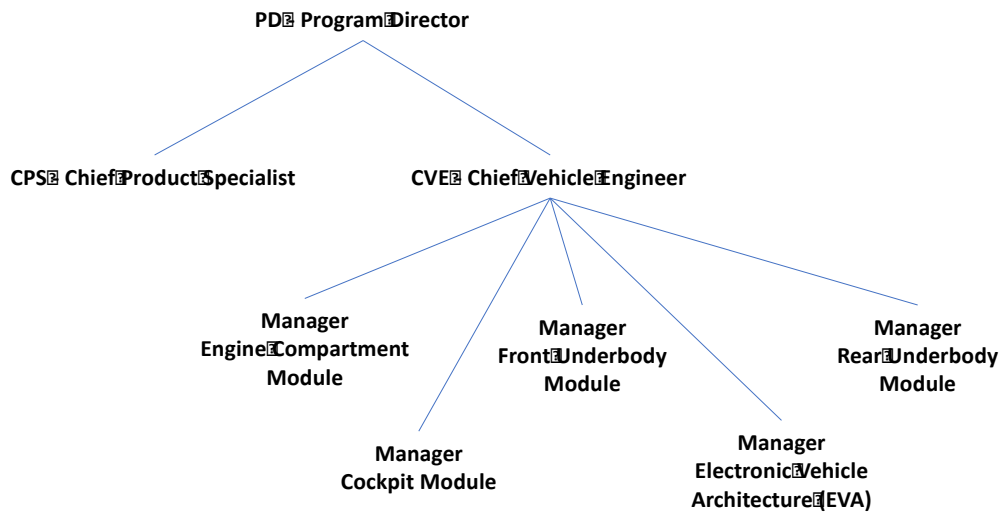 PD – Program Director
CPS – Chief Product Specialist
CVE – Chief Vehicle Engineer
Manager
Engine Compartment
Module
Manager
Front Underbody
Module
Manager
Rear Underbody
Module
Manager
Cockpit Module
Manager
Electronic Vehicle
Architecture (EVA)